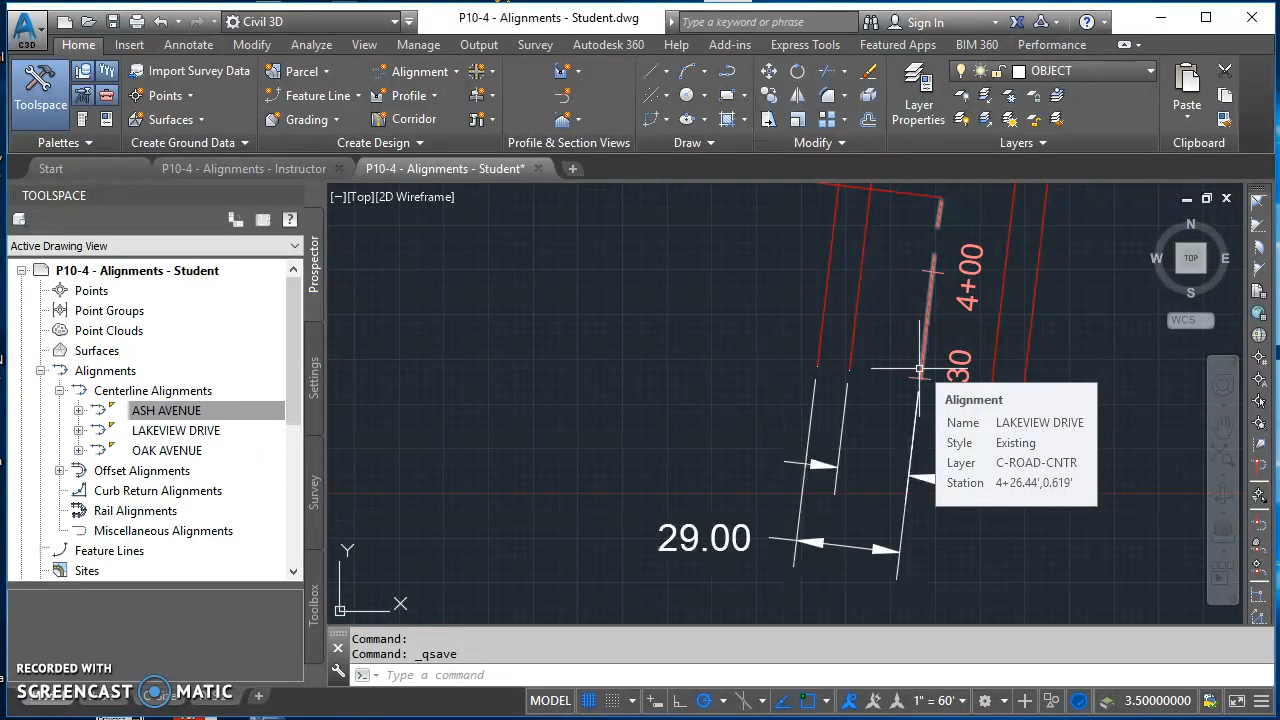 C3D
Civil 3D
P10-4 - Alignments - Student.dwg
Type a keyword or phrase
Sign In
Home Insert Annotate Modify Analyze View Manage Output Survey Autodesk 360 Help Add-ins Express Tools Featured Apps BIM 360 Performance
Toolspace
Import Survey Data
Points
Surfaces
Parcel
Feature Line
Grading
Alignment
Profile
Corridor
Layer
Properties
OBJECT
Paste
Palettes Create Ground Data Create Design Profile & Section Views Draw Modify Layers Clipboard
Start P10-4 - Alignments - Instructor P10-4 - Alignments - Student*
TOOLSPACE
Active Drawing View
P10-4 - Alignments - Student
Points
Point Groups
Point Clouds
Surfaces
Alignments
Centerline Alignments
ASH AVENUE
LAKEVIEW DRIVE
OAK AVENUE
Offset Alignments
Curb Return Alignments
Rail Alignments
Miscellaneous Alignments
Feature Lines
Sites
Prospector
Settings
Survey
Toolbox
[−][Top][2D Wireframe]
N
W TOP E
S
WCS
4+00
30
29.00
Alignment
Name LAKEVIEW DRIVE
Style Existing
Layer C-ROAD-CNTR
Station 4+26.44',0.619'
Y
X
Command:
Command: _qsave
Type a command
RECORDED WITH
SCREENCAST MATIC
MODEL 1" = 60' 3.50000000